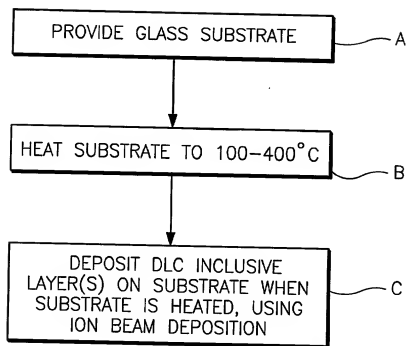 PROVIDE GLASS SUBSTRATE
A
HEAT SUBSTRATE TO 100-400°C
B
DEPOSIT DLC INCLUSIVE
LAYER(S) ON SUBSTRATE WHEN
SUBSTRATE IS HEATED, USING
ION BEAM DEPOSITION
C